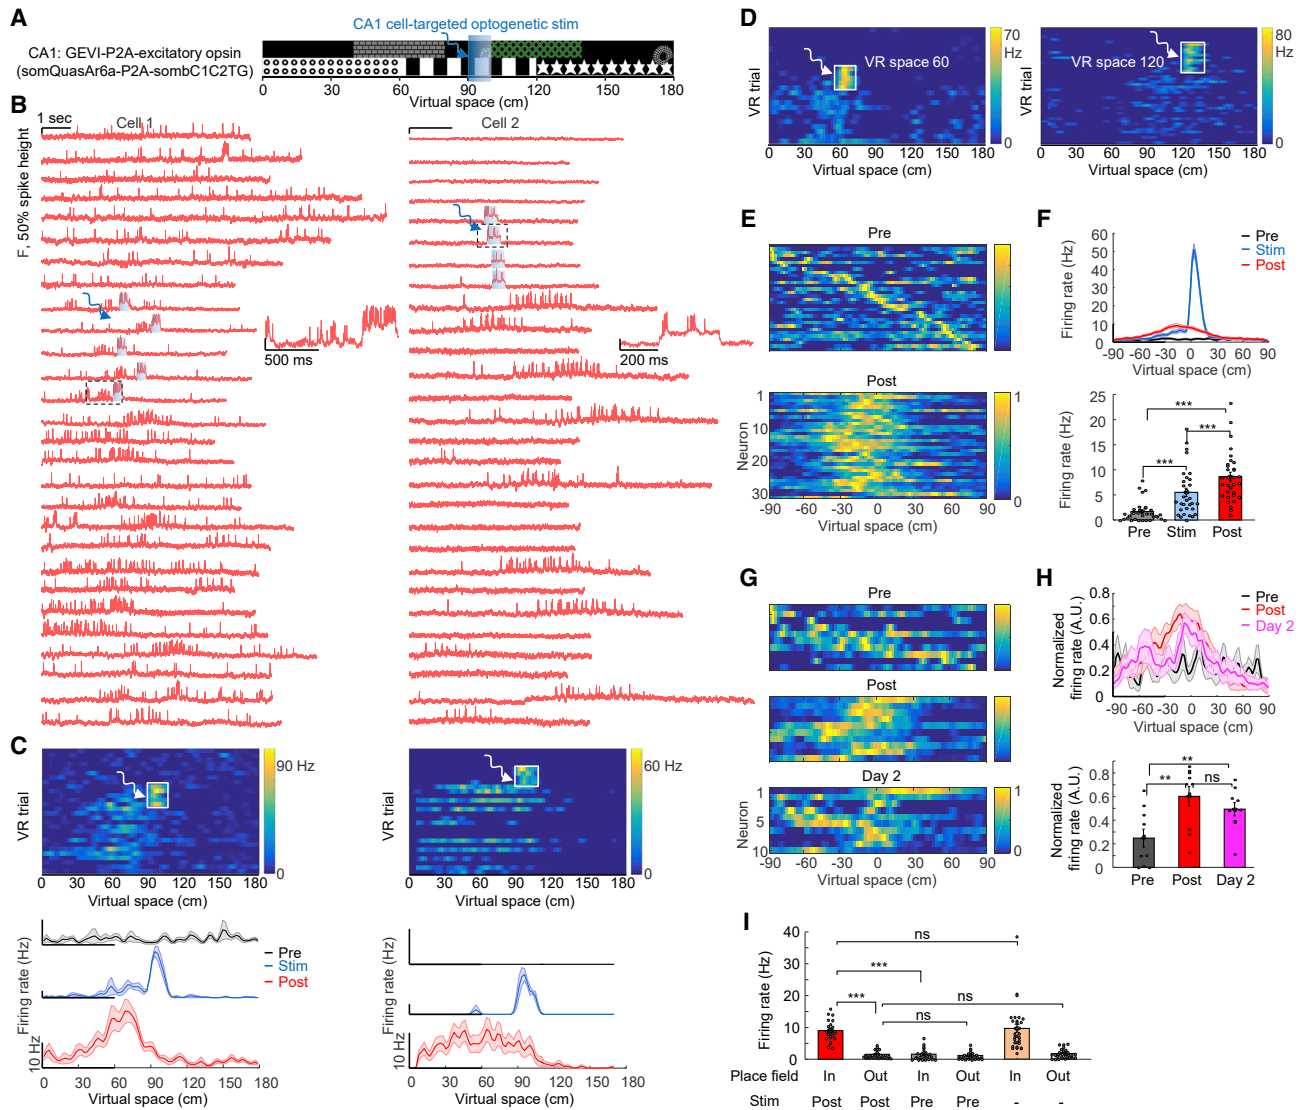 A
CA1 cell-targeted optogenetic stim
CA1: GEVI-P2A-excitatory opsin
(somQuasAr6a-P2A-sombC1C2TG)
0 30 60 90 120 150 180
Virtual space (cm)
B
1 sec
Cell 1
Cell 2
F, 50% spike height
500 ms
200 ms
C
90 Hz
0
VR trial
0 30 60 90 120 150 180
Virtual space (cm)
60 Hz
0
VR trial
0 30 60 90 120 150 180
Virtual space (cm)
Firing rate (Hz)
10 Hz
Pre
Stim
Post
0 30 60 90 120 150 180
Virtual space (cm)
Firing rate (Hz)
10 Hz
0 30 60 90 120 150 180
Virtual space (cm)
D
VR trial
VR space 60
70
Hz
0
0 30 60 90 120 150 180
Virtual space (cm)
VR trial
VR space 120
80
Hz
0
0 30 60 90 120 150 180
Virtual space (cm)
E
Pre
Post
1
10
20
30
Neuron
1
0
-90 -60 -30 0 30 60 90
Virtual space (cm)
F
Pre
Stim
Post
60
50
40
30
20
10
0
Firing rate (Hz)
-90 -60 -30 0 30 60 90
Virtual space (cm)
25
20
15
10
5
0
Firing rate (Hz)
***
***
***
Pre Stim Post
G
Pre
Post
Day 2
1
5
10
Neuron
1
0
-90 -60 -30 0 30 60 90
Virtual space (cm)
H
Pre
Post
Day 2
0.8
0.6
0.4
0.2
0
Normalized
firing rate (A.U.)
-90 -60 -30 0 30 60 90
Virtual space (cm)
0.8
0.6
0.4
0.2
0
Normalized
firing rate (A.U.)
**
** ns
Pre Post Day 2
I
40
30
20
10
0
Firing rate (Hz)
ns
***
*** ns
ns
Place field In Out In Out In Out
Stim Post Post Pre Pre - -